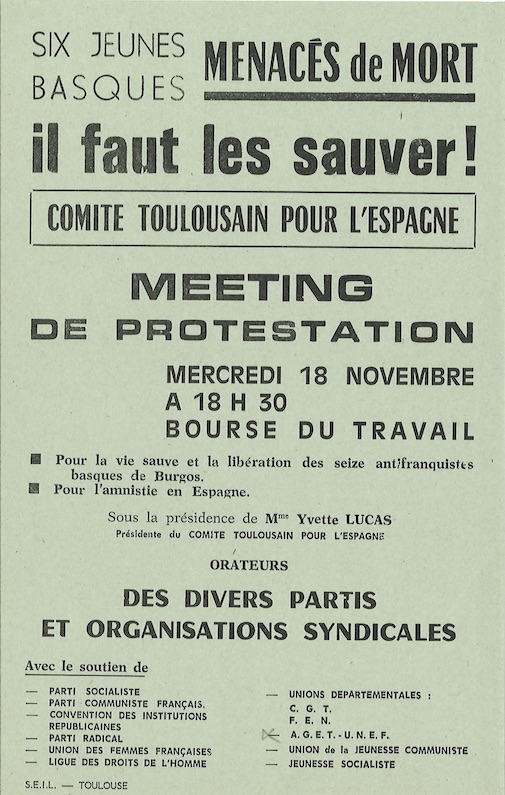 SIX JEUNES
BASQUES
MENACÉS de MORT
il faut les sauver!
COMITE TOULOUSAIN POUR L'ESPAGNE
MEETING
DE PROTESTATION
MERCREDI 18 NOVEMBRE
A 18 H 30
BOURSE DU TRAVAIL
Pour la vie sauve et la libération des seize antifranquistes
basques de Burgos.
Pour l'amnistie en Espagne.
Sous la présidence de Mme Yvette LUCAS
Présidente du COMITE TOULOUSAIN POUR L'ESPAGNE
ORATEURS
DES DIVERS PARTIS
ET ORGANISATIONS SYNDICALES
Avec le soutien de
— PARTI SOCIALISTE
— PARTI COMMUNISTE FRANÇAIS.
— CONVENTION DES INSTITUTIONS
REPUBLICAINES
— PARTI RADICAL
— UNION DES FEMMES FRANÇAISES
— LIGUE DES DROITS DE L'HOMME
— UNIONS DEPARTEMENTALES :
C. G. T.
F. E. N.
— A.G.E.T.-U.N.E.F.
— UNION de la JEUNESSE COMMUNISTE
— JEUNESSE SOCIALISTE
S.E.I.L. — TOULOUSE